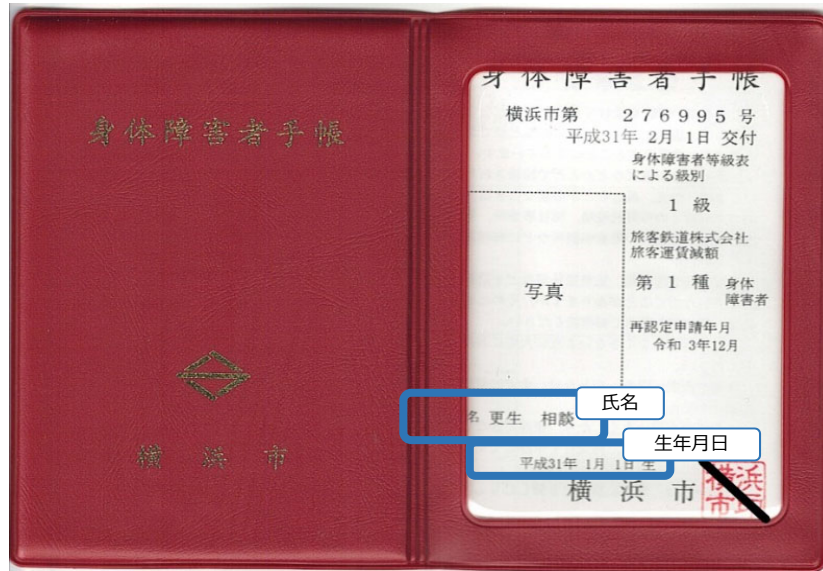 身体障害者手帳
横浜市
身体障害者手帳
横浜市第 276995号
平成31年 2月 1日 交付
身体障害者等級表
による級別
1 級
旅客鉄道株式会社
旅客運賃減額
第 1 種 身体
障害者
再認定申請年月
令和 3年12月
写真
氏名
名 更生 相談
生年月日
平成31年 1月 1日 生
横 浜 市